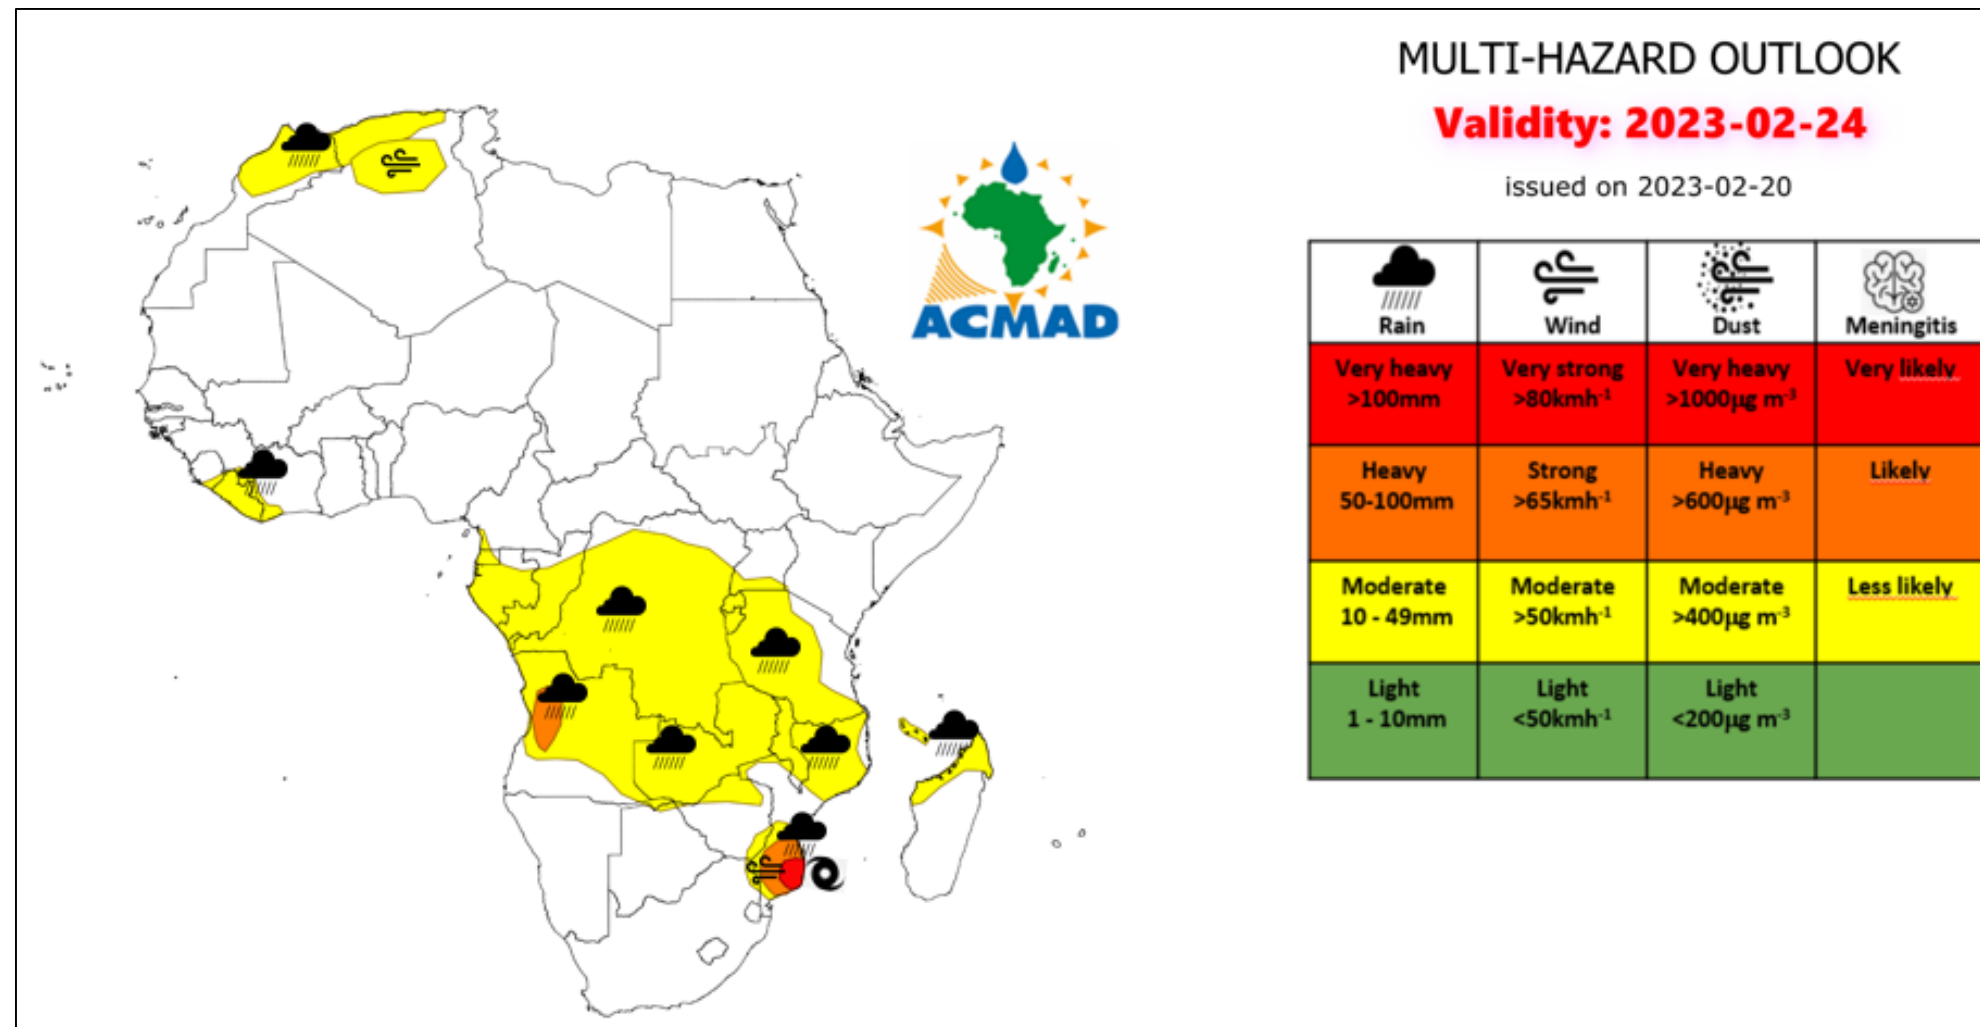 MULTI-HAZARD OUTLOOK
Validity: 2023-02-24
issued on 2023-02-20
ACMAD
Rain Wind Dust Meningitis
Very heavy Very strong Very heavy Very likely
>100mm >80kmh⁻¹ >1000µg m⁻³
Heavy Strong Heavy Likely
50-100mm >65kmh⁻¹ >600µg m⁻³
Moderate Moderate Moderate Less likely
10 - 49mm >50kmh⁻¹ >400µg m⁻³
Light Light Light
1 - 10mm <50kmh⁻¹ <200µg m⁻³